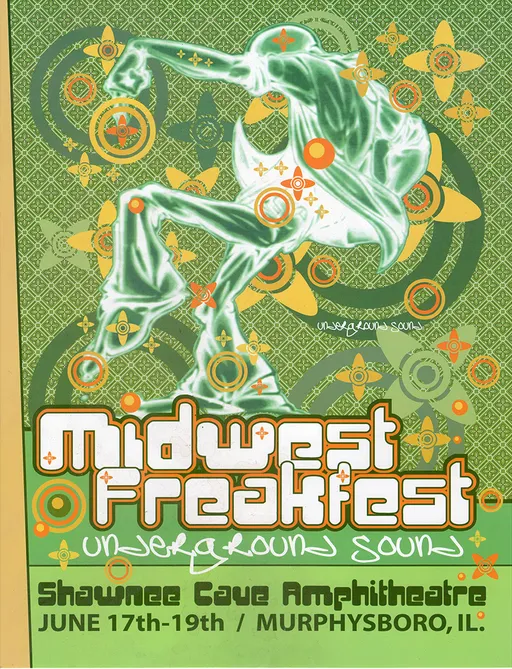 underground sound
Midwest
Freakfest
underground sound
Shawnee Cave Amphitheatre
JUNE 17th-19th / MURPHYSBORO, IL.